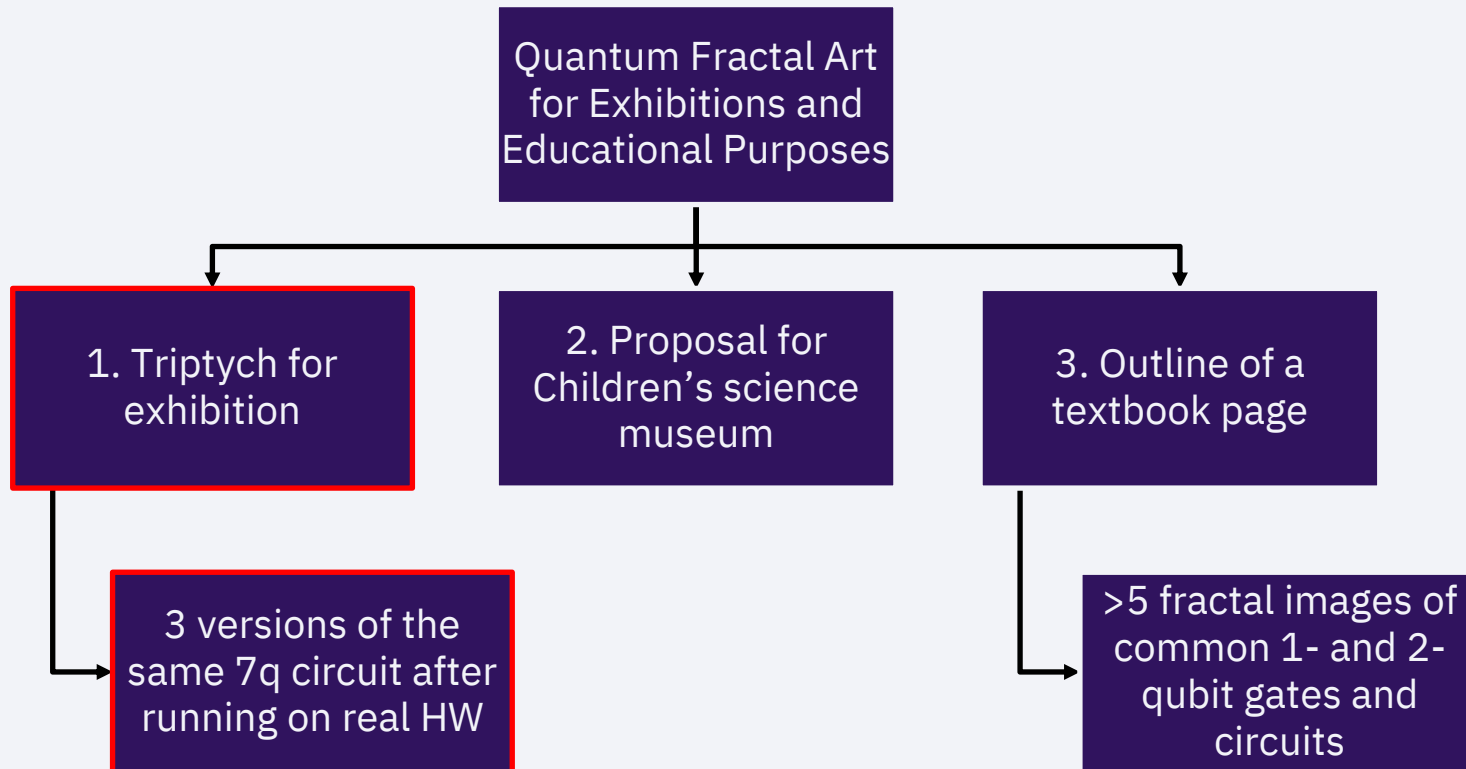 Quantum Fractal Art
for Exhibitions and
Educational Purposes
1. Triptych for
exhibition
2. Proposal for
Children’s science
museum
3. Outline of a
textbook page
3 versions of the
same 7q circuit after
running on real HW
>5 fractal images of
common 1- and 2-
qubit gates and
circuits